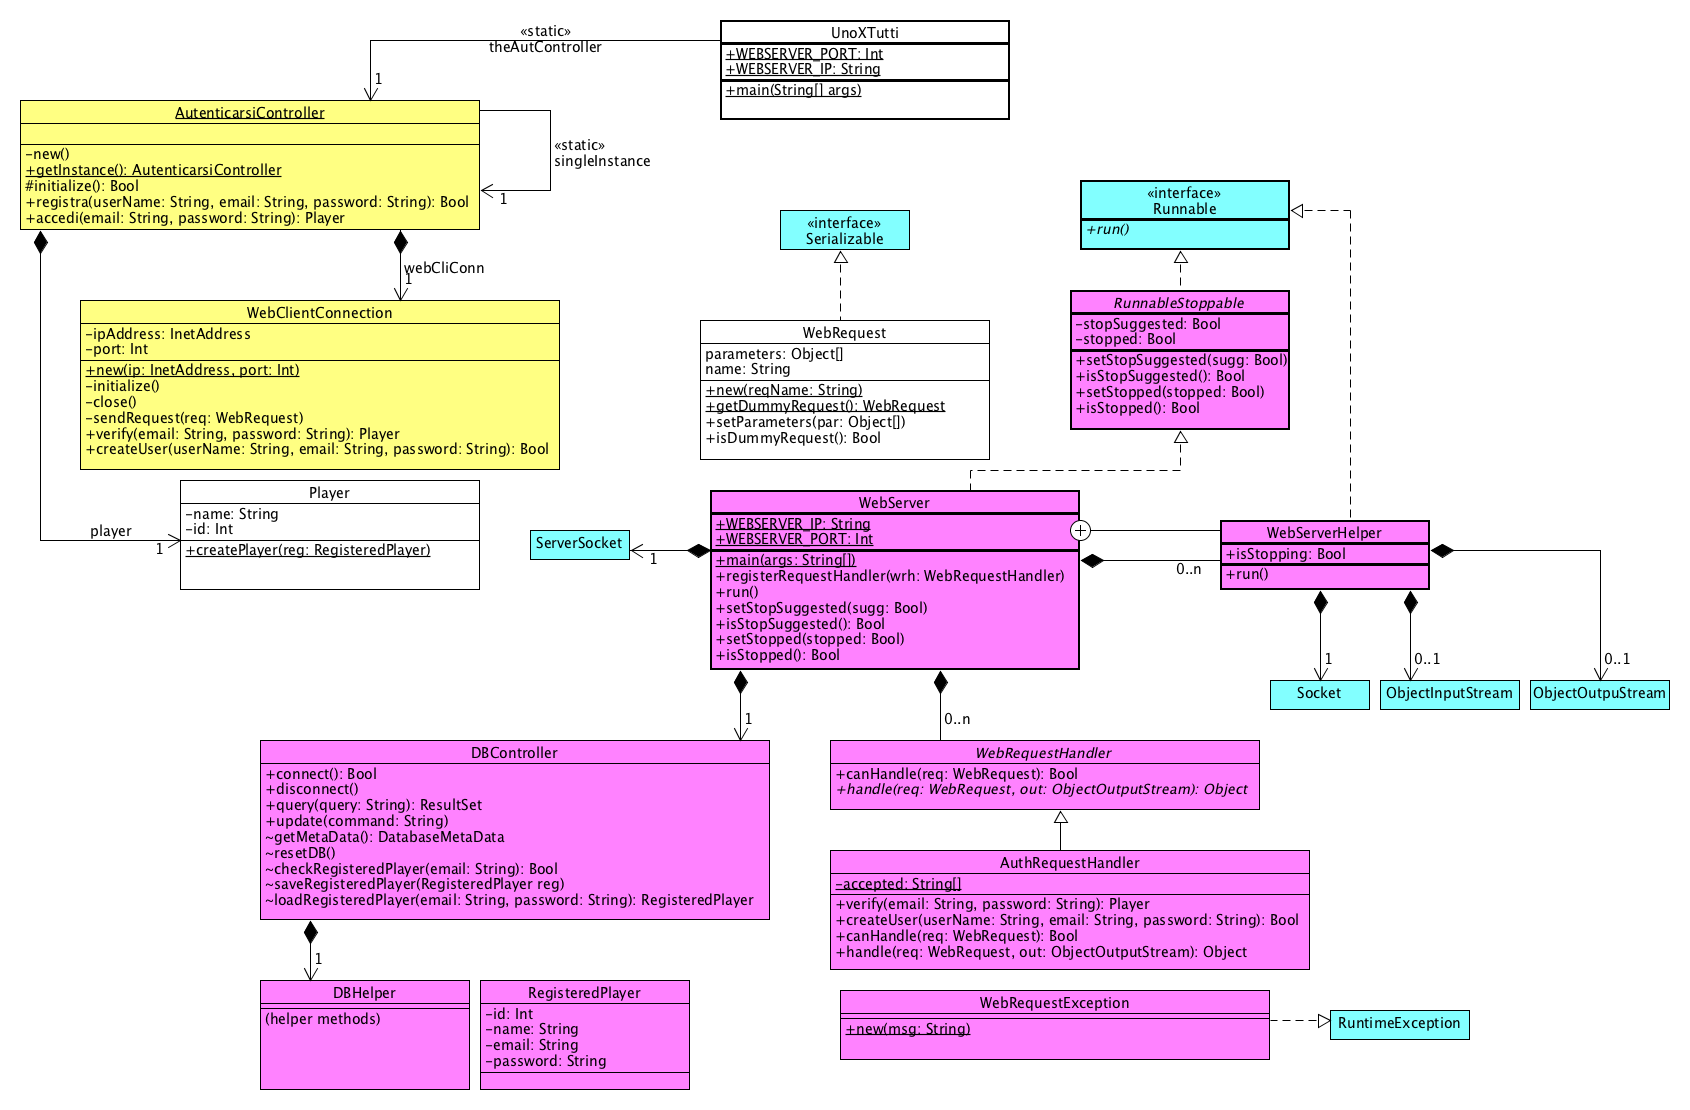 «static»
theAutController
1
UnoXTutti
+WEBSERVER_PORT: Int
+WEBSERVER_IP: String
+main(String[] args)
AutenticarsiController
-new()
+getInstance(): AutenticarsiController
#initialize(): Bool
+registra(userName: String, email: String, password: String): Bool
+accedi(email: String, password: String): Player
«static»
singleInstance
1
webCliConn
1
«interface»
Serializable
«interface»
Runnable
+run()
WebClientConnection
-ipAddress: InetAddress
-port: Int
+new(ip: InetAddress, port: Int)
-initialize()
-close()
-sendRequest(req: WebRequest)
+verify(email: String, password: String): Player
+createUser(userName: String, email: String, password: String): Bool
WebRequest
parameters: Object[]
name: String
+new(reqName: String)
+getDummyRequest(): WebRequest
+setParameters(par: Object[])
+isDummyRequest(): Bool
RunnableStoppable
-stopSuggested: Bool
-stopped: Bool
+setStopSuggested(sugg: Bool)
+isStopSuggested(): Bool
+setStopped(stopped: Bool)
+isStopped(): Bool
player
1
Player
-name: String
-id: Int
+createPlayer(reg: RegisteredPlayer)
ServerSocket
1
WebServer
+WEBSERVER_IP: String
+WEBSERVER_PORT: Int
+main(args: String[])
+registerRequestHandler(wrh: WebRequestHandler)
+run()
+setStopSuggested(sugg: Bool)
+isStopSuggested(): Bool
+setStopped(stopped: Bool)
+isStopped(): Bool
+
0..n
WebServerHelper
+isStopping: Bool
+run()
1
0..1
0..1
Socket
ObjectInputStream
ObjectOutpuStream
1
0..n
DBController
+connect(): Bool
+disconnect()
+query(query: String): ResultSet
+update(command: String)
~getMetaData(): DatabaseMetaData
~resetDB()
~checkRegisteredPlayer(email: String): Bool
~saveRegisteredPlayer(RegisteredPlayer reg)
~loadRegisteredPlayer(email: String, password: String): RegisteredPlayer
WebRequestHandler
+canHandle(req: WebRequest): Bool
+handle(req: WebRequest, out: ObjectOutputStream): Object
AuthRequestHandler
-accepted: String[]
+verify(email: String, password: String): Player
+createUser(userName: String, email: String, password: String): Bool
+canHandle(req: WebRequest): Bool
+handle(req: WebRequest, out: ObjectOutputStream): Object
1
DBHelper
(helper methods)
RegisteredPlayer
-id: Int
-name: String
-email: String
-password: String
WebRequestException
+new(msg: String)
RuntimeException